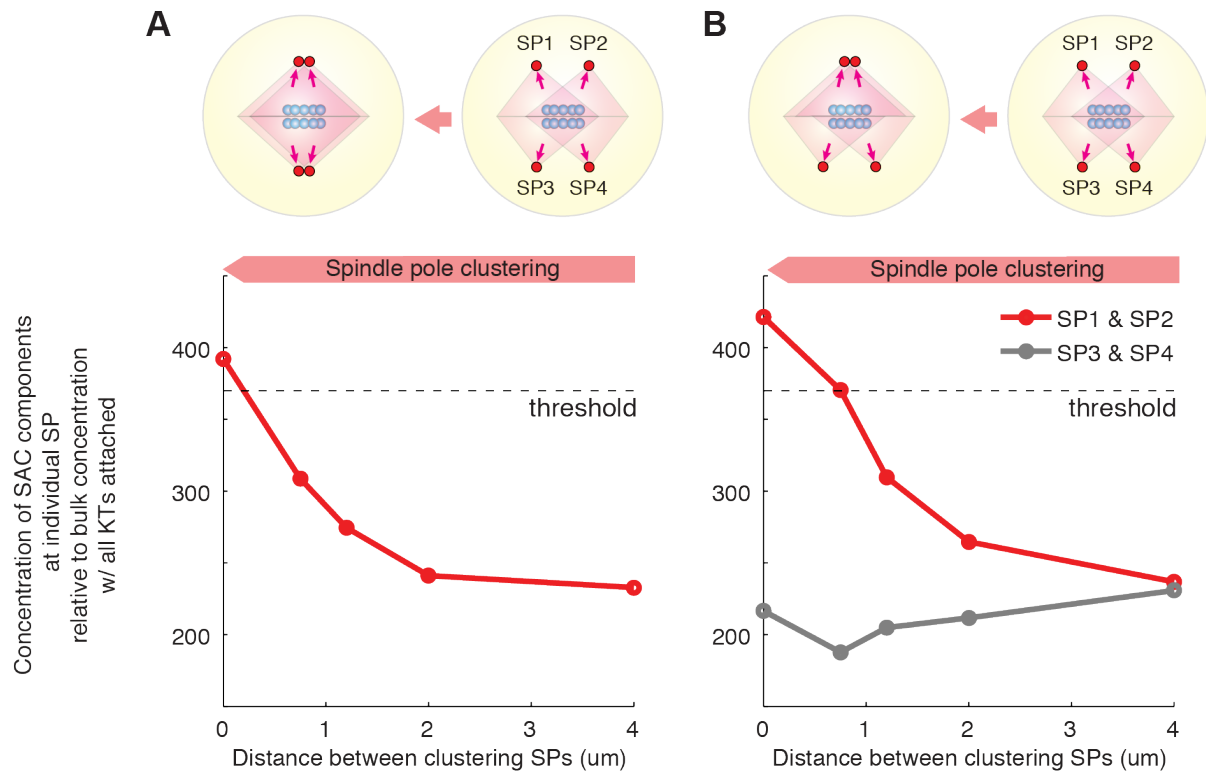 A
SP1 SP2
SP3 SP4
B
SP1 SP2
SP3 SP4
Concentration of SAC components
at individual SP
relative to bulk concentration
w/ all KTs attached
Spindle pole clustering
400
threshold
300
200
0 1 2 3 4
Distance between clustering SPs (um)
Spindle pole clustering
SP1 & SP2
SP3 & SP4
400
threshold
300
200
0 1 2 3 4
Distance between clustering SPs (um)